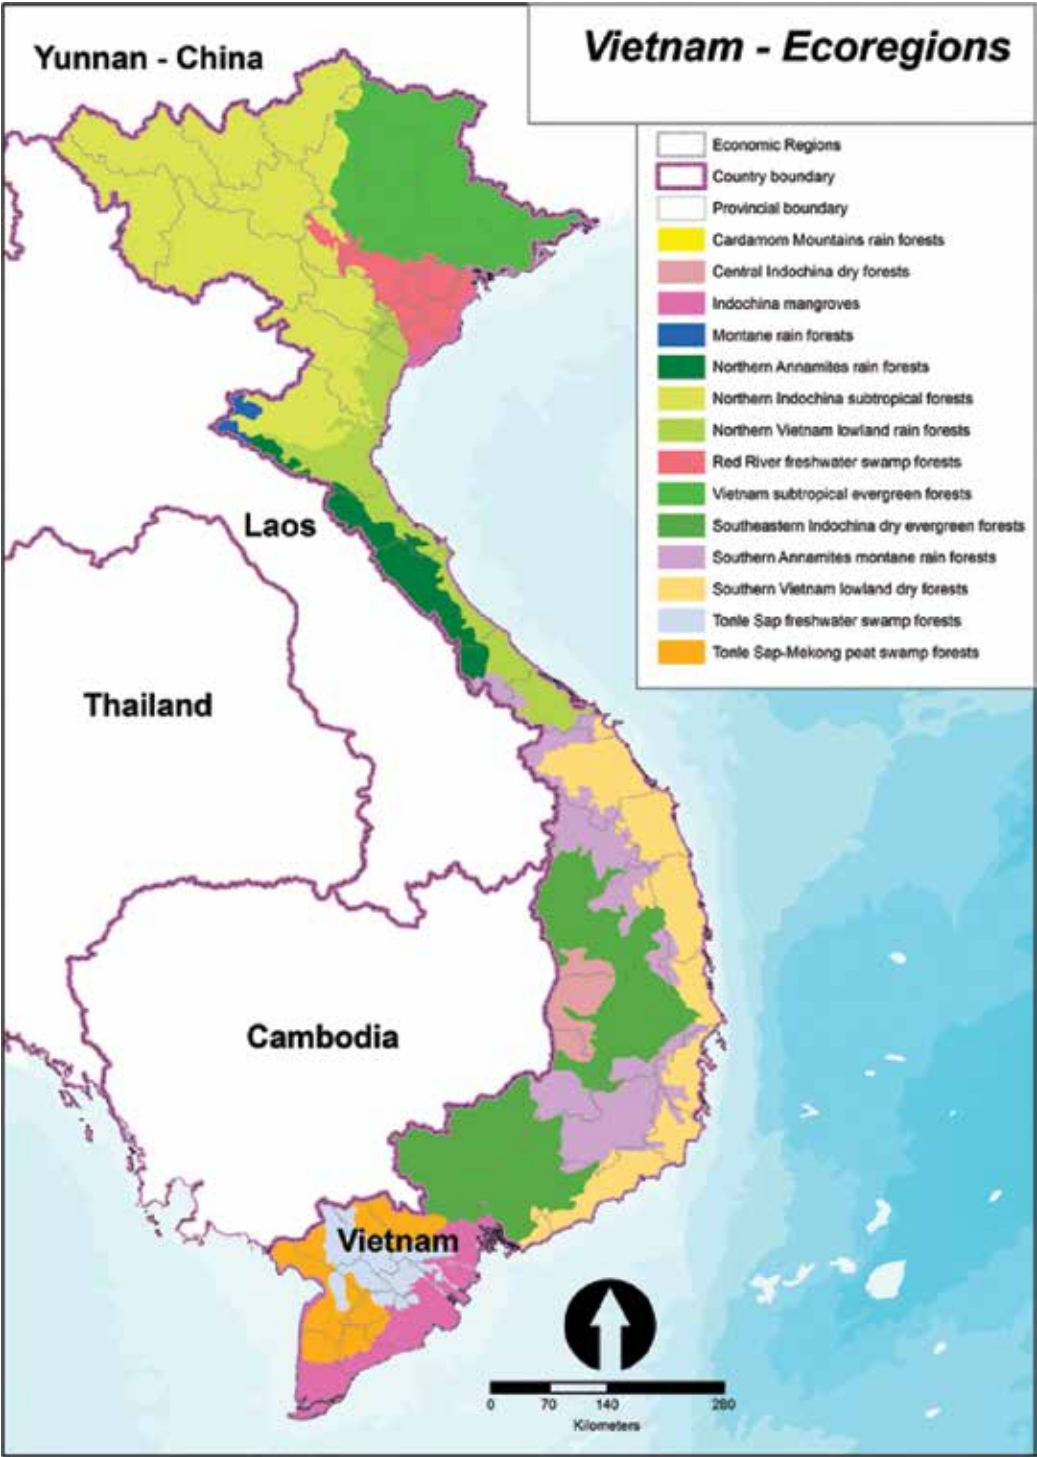 Vietnam - Ecoregions
Yunnan - China
Economic Regions
Country boundary
Provincial boundary
Cardamom Mountains rain forests
Central Indochina dry forests
Indochina mangroves
Montane rain forests
Northern Annamites rain forests
Northern Indochina subtropical forests
Northern Vietnam lowland rain forests
Red River freshwater swamp forests
Vietnam subtropical evergreen forests
Southeastern Indochina dry evergreen forests
Southern Annamites montane rain forests
Southern Vietnam lowland dry forests
Tonle Sap freshwater swamp forests
Tonle Sap-Mekong peat swamp forests
Laos
Thailand
Cambodia
Vietnam
0 70 140 280
Kilometers